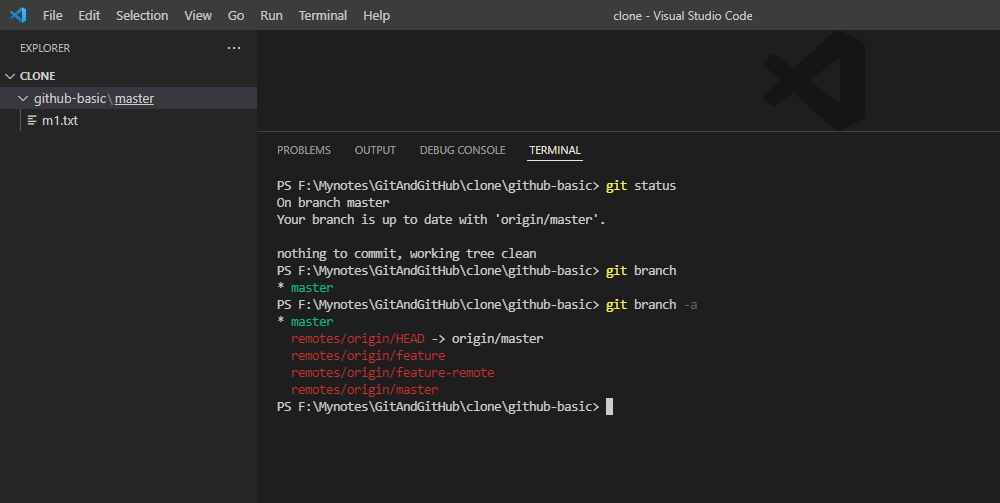 File Edit Selection View Go Run Terminal Help clone - Visual Studio Code
EXPLORER ···
CLONE
github-basic\master
m1.txt
PROBLEMS OUTPUT DEBUG CONSOLE TERMINAL
PS F:\Mynotes\GitAndGitHub\clone\github-basic> git status
On branch master
Your branch is up to date with 'origin/master'.
nothing to commit, working tree clean
PS F:\Mynotes\GitAndGitHub\clone\github-basic> git branch
* master
PS F:\Mynotes\GitAndGitHub\clone\github-basic> git branch -a
* master
remotes/origin/HEAD -> origin/master
remotes/origin/feature
remotes/origin/feature-remote
remotes/origin/master
PS F:\Mynotes\GitAndGitHub\clone\github-basic>